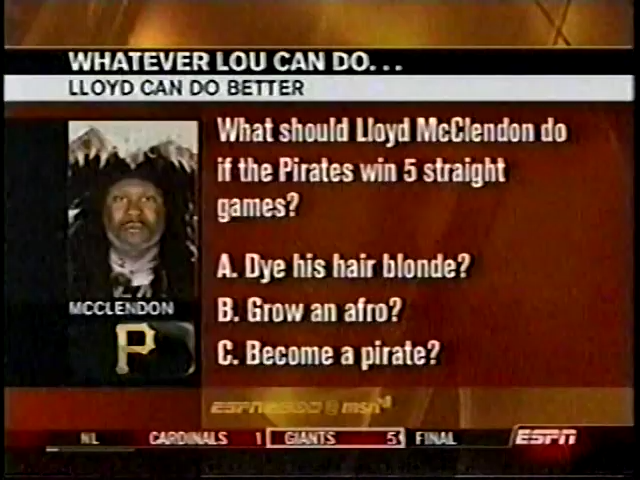 WHATEVER LOU CAN DO...
LLOYD CAN DO BETTER
What should Lloyd McClendon do
if the Pirates win 5 straight
games?
A. Dye his hair blonde?
B. Grow an afro?
C. Become a pirate?
MCCLENDON
P
msn
NL CARDINALS 1 GIANTS 5 FINAL ESPN